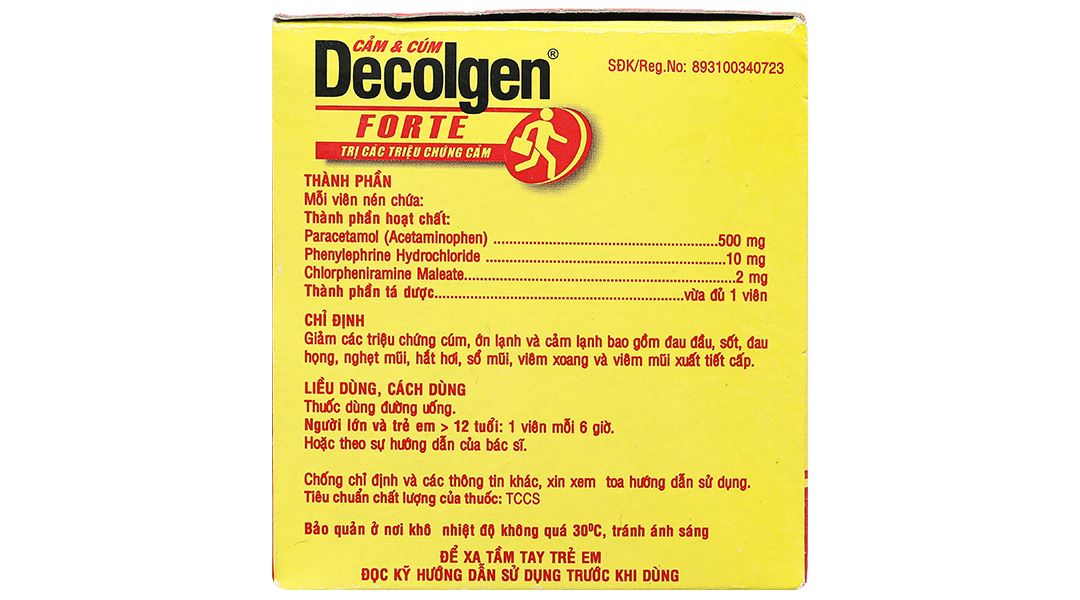 CẢM & CÚM
Decolgen®
FORTE
TRỊ CÁC TRIỆU CHỨNG CẢM
SĐK/Reg.No: 893100340723
THÀNH PHẦN
Mỗi viên nén chứa:
Thành phần hoạt chất:
Paracetamol (Acetaminophen) ........................................................500 mg
Phenylephrine Hydrochloride ............................................................10 mg
Chlorpheniramine Maleate....................................................................2 mg
Thành phần tá dược..............................................................vừa đủ 1 viên
CHỈ ĐỊNH
Giảm các triệu chứng cúm, ớn lạnh và cảm lạnh bao gồm đau đầu, sốt, đau
họng, nghẹt mũi, hắt hơi, sổ mũi, viêm xoang và viêm mũi xuất tiết cấp.
LIỀU DÙNG, CÁCH DÙNG
Thuốc dùng đường uống.
Người lớn và trẻ em > 12 tuổi: 1 viên mỗi 6 giờ.
Hoặc theo sự hướng dẫn của bác sĩ.
Chống chỉ định và các thông tin khác, xin xem toa hướng dẫn sử dụng.
Tiêu chuẩn chất lượng của thuốc: TCCS
Bảo quản ở nơi khô nhiệt độ không quá 30⁰C, tránh ánh sáng
ĐỂ XA TẦM TAY TRẺ EM
ĐỌC KỸ HƯỚNG DẪN SỬ DỤNG TRƯỚC KHI DÙNG